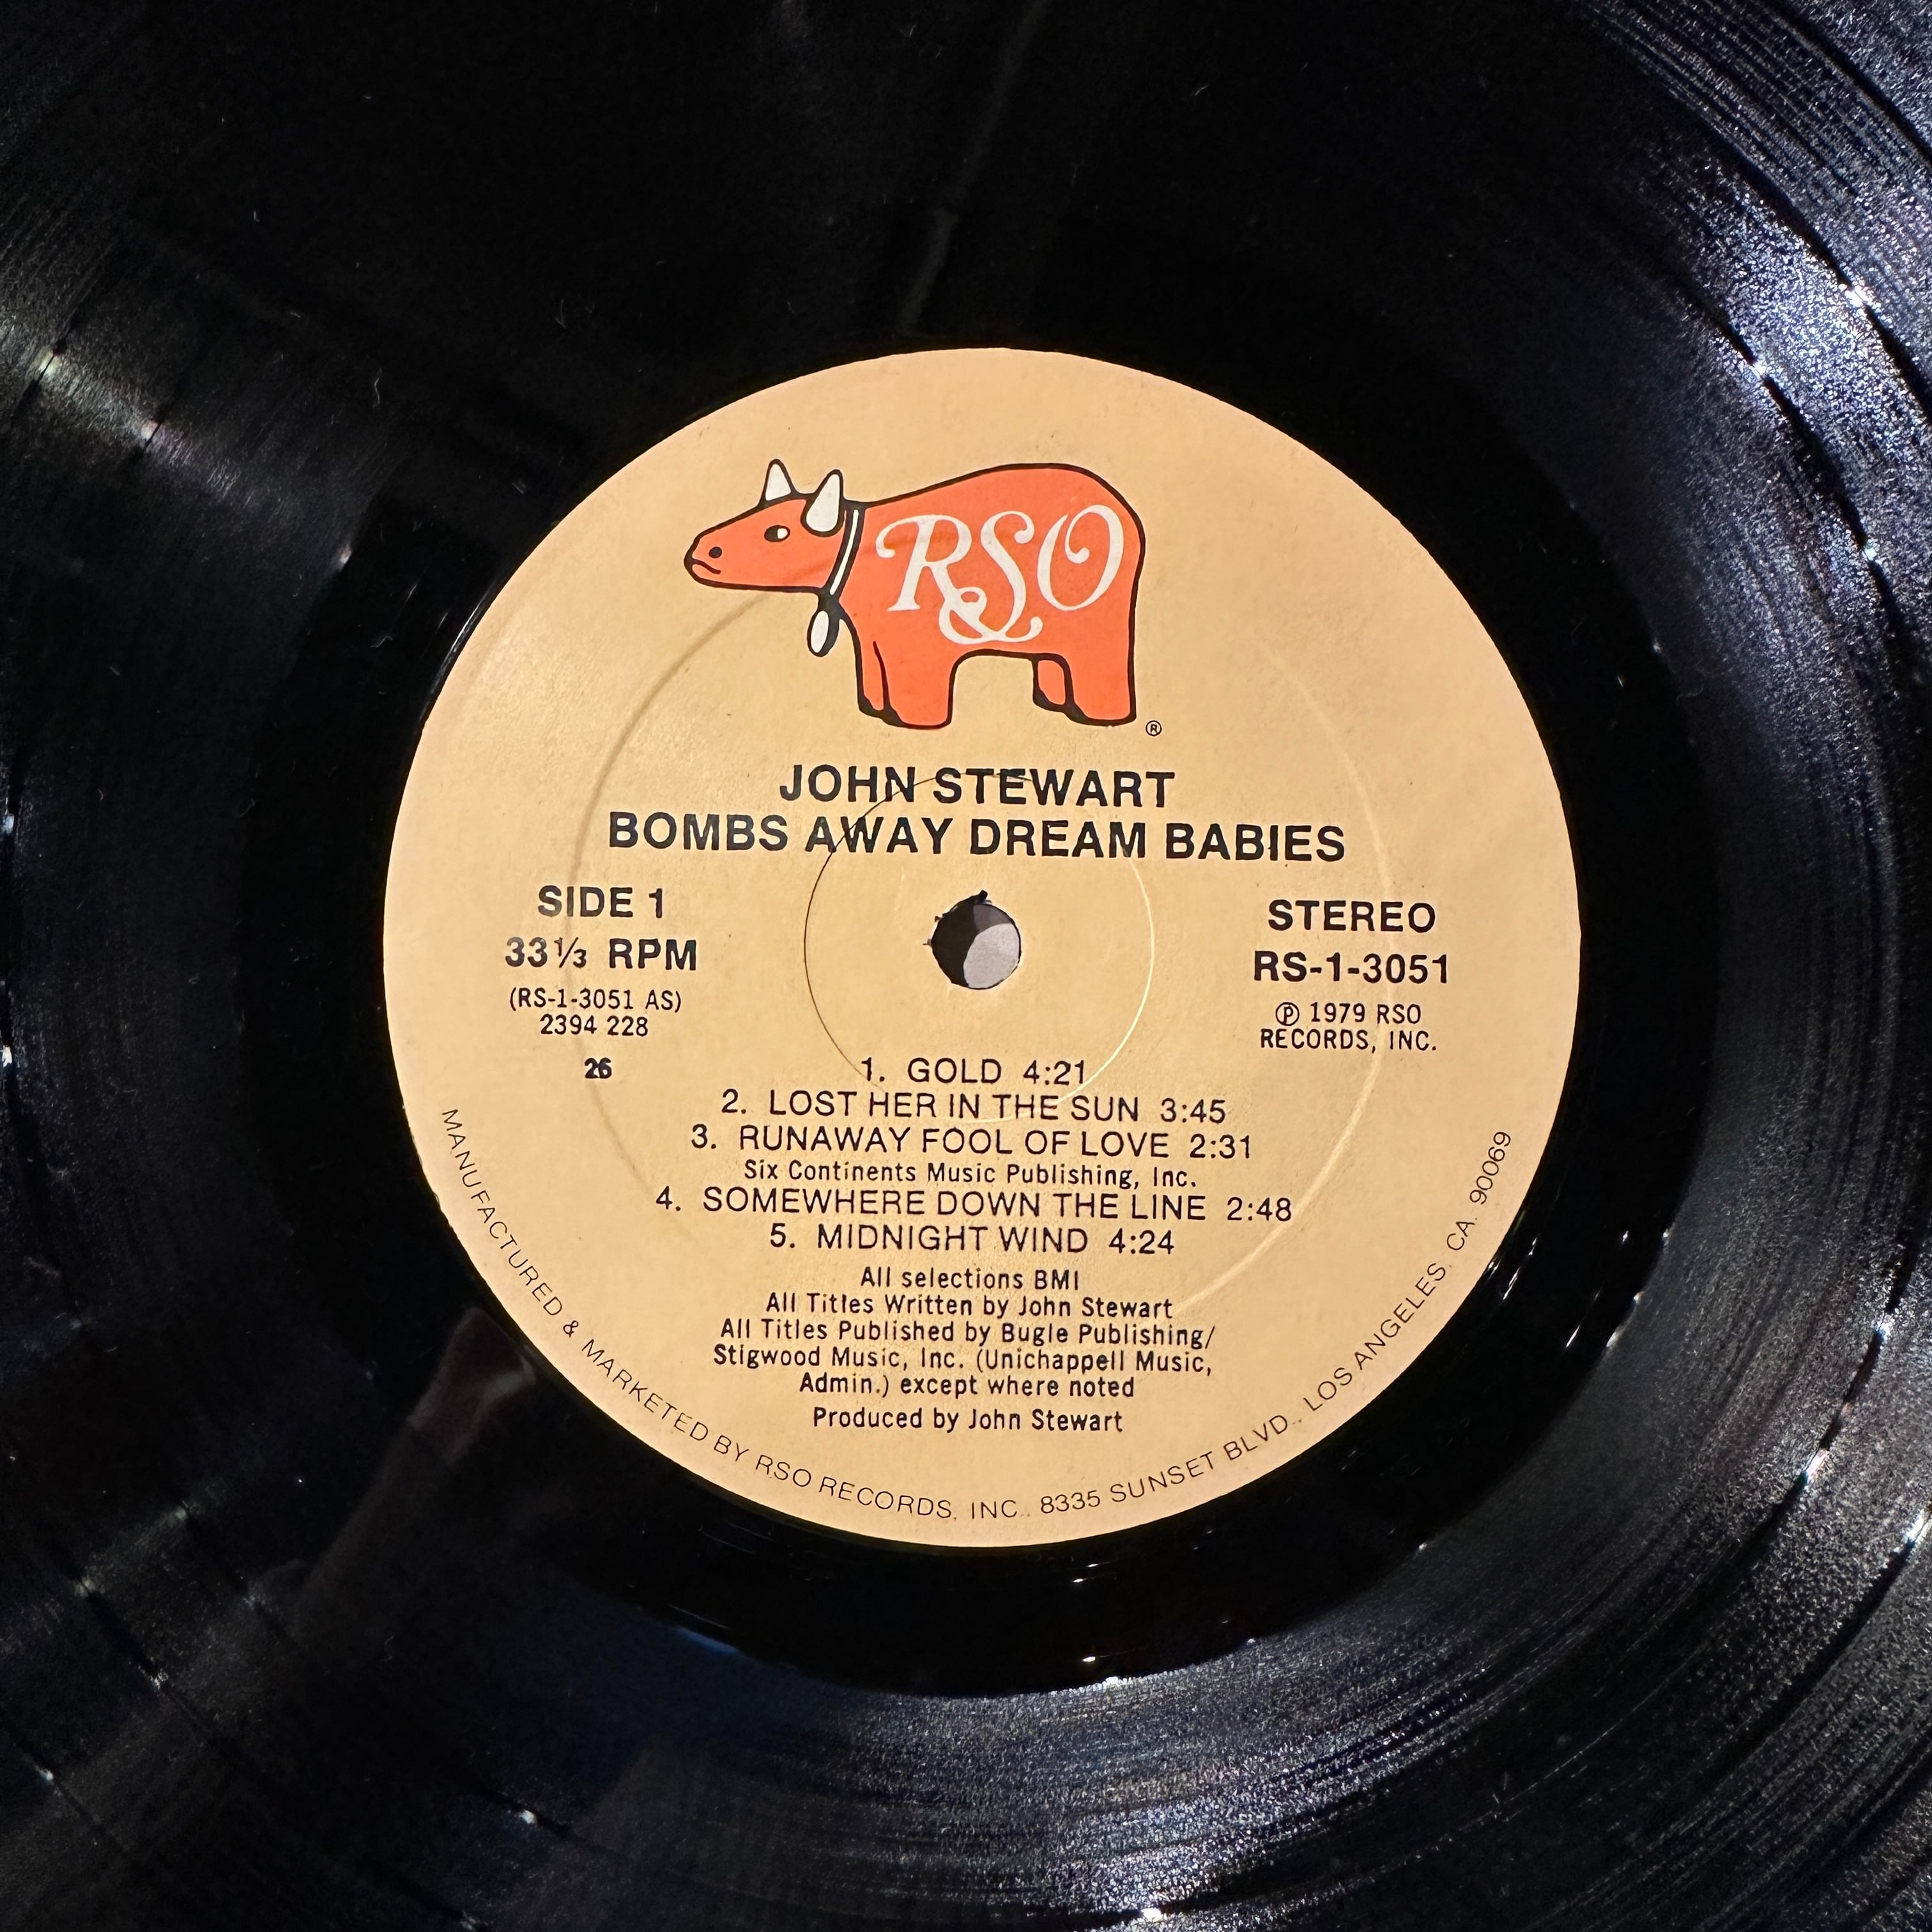 RSO
®
JOHN STEWART
BOMBS AWAY DREAM BABIES
SIDE 1
33⅓ RPM
(RS-1-3051 AS)
2394 228
26
STEREO
RS-1-3051
℗ 1979 RSO
RECORDS, INC.
1. GOLD 4:21
2. LOST HER IN THE SUN 3:45
3. RUNAWAY FOOL OF LOVE 2:31
Six Continents Music Publishing, Inc.
4. SOMEWHERE DOWN THE LINE 2:48
5. MIDNIGHT WIND 4:24
All selections BMI
All Titles Written by John Stewart
All Titles Published by Bugle Publishing/
Stigwood Music, Inc. (Unichappell Music,
Admin.) except where noted
Produced by John Stewart
MANUFACTURED & MARKETED BY RSO RECORDS, INC., 8335 SUNSET BLVD., LOS ANGELES, CA. 90069